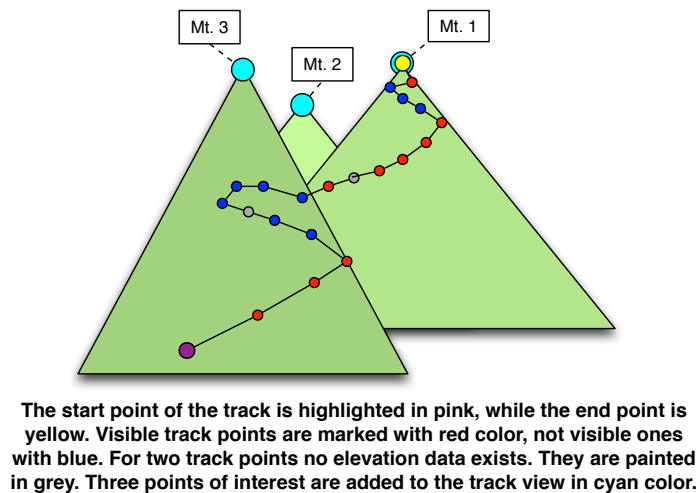 Mt. 3
Mt. 1
Mt. 2
The start point of the track is highlighted in pink, while the end point is
yellow. Visible track points are marked with red color, not visible ones
with blue. For two track points no elevation data exists. They are painted
in grey. Three points of interest are added to the track view in cyan color.